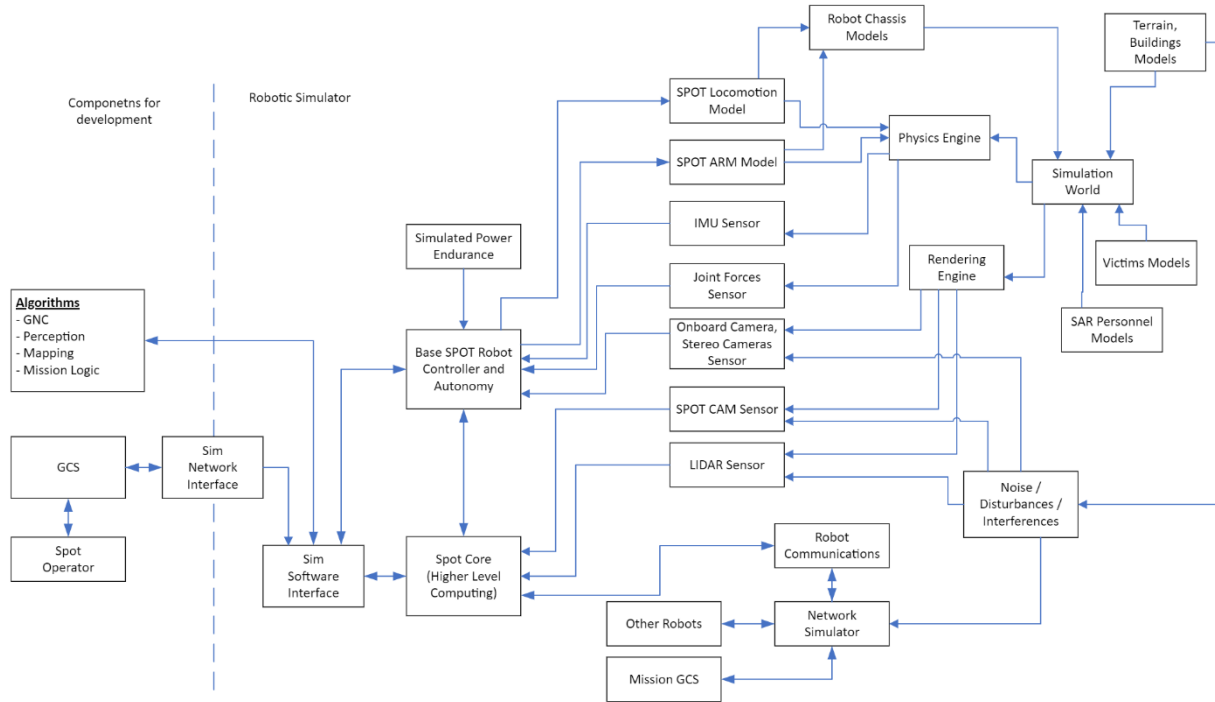 Componetns for
development
Robotic Simulator
Robot Chassis
Models
Terrain,
Buildings Models
SPOT Locomotion
Model
Physics Engine
SPOT ARM Model
Simulation
World
IMU Sensor
Simulated Power
Endurance
Rendering
Engine
Victims Models
Joint Forces
Sensor
SAR Personnel
Models
Algorithms
- GNC
- Perception
- Mapping
- Mission Logic
Base SPOT Robot
Controller and
Autonomy
Onboard Camera,
Stereo Cameras
Sensor
SPOT CAM Sensor
GCS
Sim
Network
Interface
LIDAR Sensor
Noise /
Disturbances /
Interferences
Spot
Operator
Sim
Software
Interface
Spot Core
(Higher Level
Computing)
Robot
Communications
Other Robots
Network
Simulator
Mission GCS